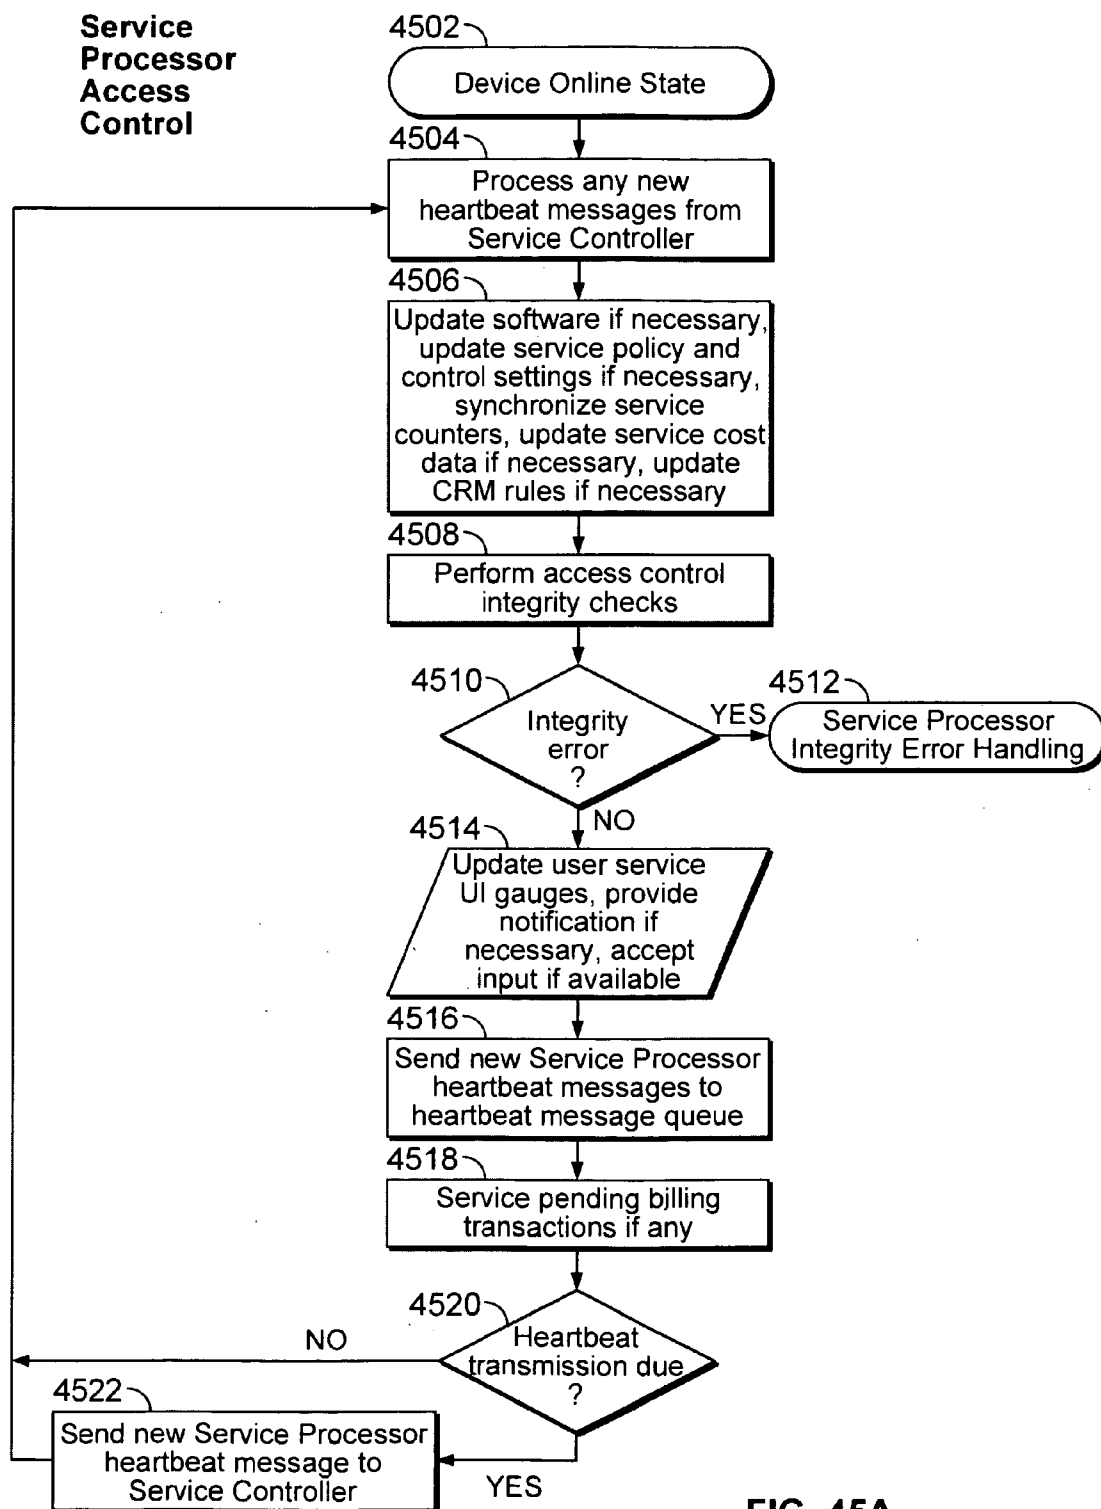 Service
Processor
Access
Control
4502
Device Online State
4504
Process any new
heartbeat messages from
Service Controller
4506
Update software if necessary,
update service policy and
control settings if necessary,
synchronize service
counters, update service cost
data if necessary, update
CRM rules if necessary
4508
Perform access control
integrity checks
4510
Integrity
error
?
YES
4512
Service Processor
Integrity Error Handling
NO
4514
Update user service
UI gauges, provide
notification if
necessary, accept
input if available
4516
Send new Service Processor
heartbeat messages to
heartbeat message queue
4518
Service pending billing
transactions if any
4520
Heartbeat
transmission due
?
NO
4522
Send new Service Processor
heartbeat message to
Service Controller
YES
FIG. 45A